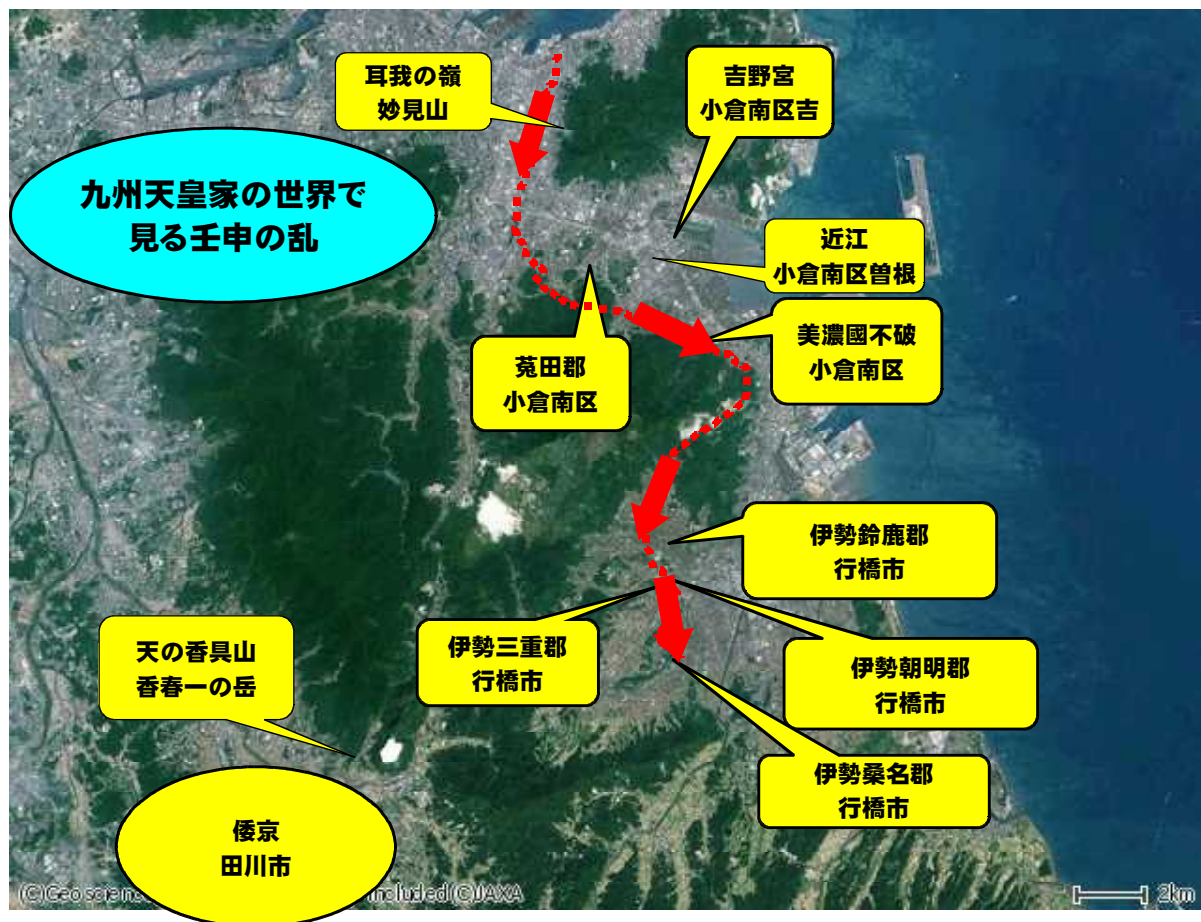 耳我の嶺
妙見山
吉野宮
小倉南区吉
九州天皇家の世界で
見る壬申の乱
近江
小倉南区曽根
美濃國不破
小倉南区
菟田郡
小倉南区
伊勢鈴鹿郡
行橋市
伊勢三重郡
行橋市
天の香具山
香春一の岳
伊勢朝明郡
行橋市
伊勢桑名郡
行橋市
倭京
田川市
(C)Geoscience
Included(C)JAXA
2km